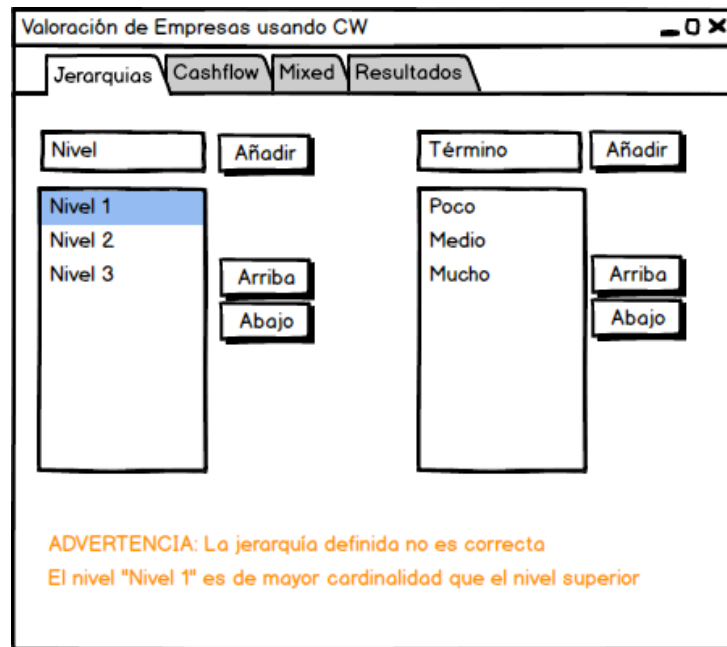 Valoración de Empresas usando CW
Jerarquias Cashflow Mixed Resultados
Nivel Añadir Término Añadir
Nivel 1 Poco
Nivel 2 Medio
Nivel 3 Arriba Mucho Arriba
Abajo Abajo
ADVERTENCIA: La jerarquía definida no es correcta
El nivel "Nivel 1" es de mayor cardinalidad que el nivel superior